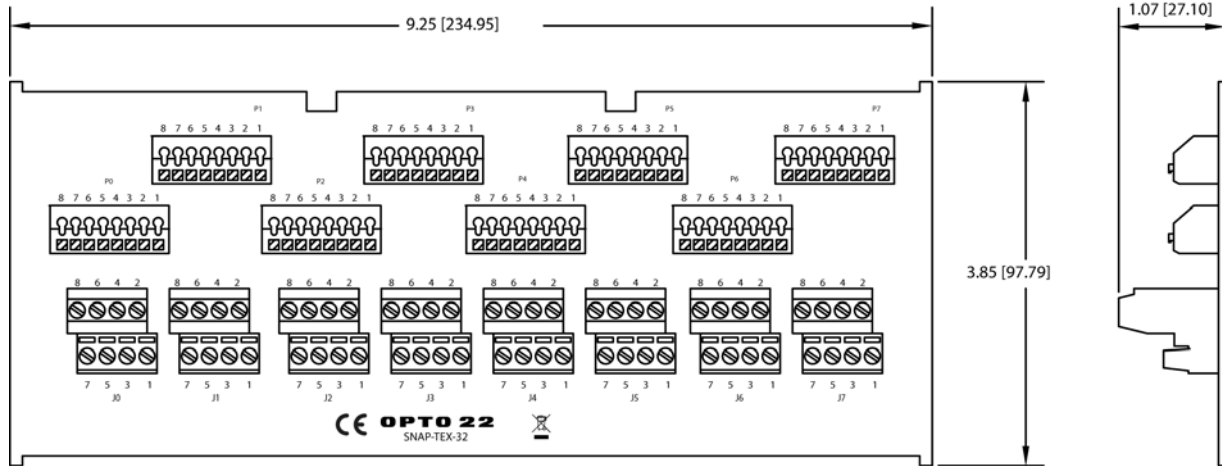 9.25 [234.95]
1.07 [27.10]
P1 P3 P5 P7
8 7 6 5 4 3 2 1 8 7 6 5 4 3 2 1 8 7 6 5 4 3 2 1 8 7 6 5 4 3 2 1
P0 P2 P4 P6
8 7 6 5 4 3 2 1 8 7 6 5 4 3 2 1 8 7 6 5 4 3 2 1 8 7 6 5 4 3 2 1
3.85 [97.79]
8 6 4 2 8 6 4 2 8 6 4 2 8 6 4 2 8 6 4 2 8 6 4 2 8 6 4 2 8 6 4 2
7 5 3 1 7 5 3 1 7 5 3 1 7 5 3 1 7 5 3 1 7 5 3 1 7 5 3 1 7 5 3 1
J0 J1 J2 J3 J4 J5 J6 J7
CE OPTO 22
SNAP-TEX-32